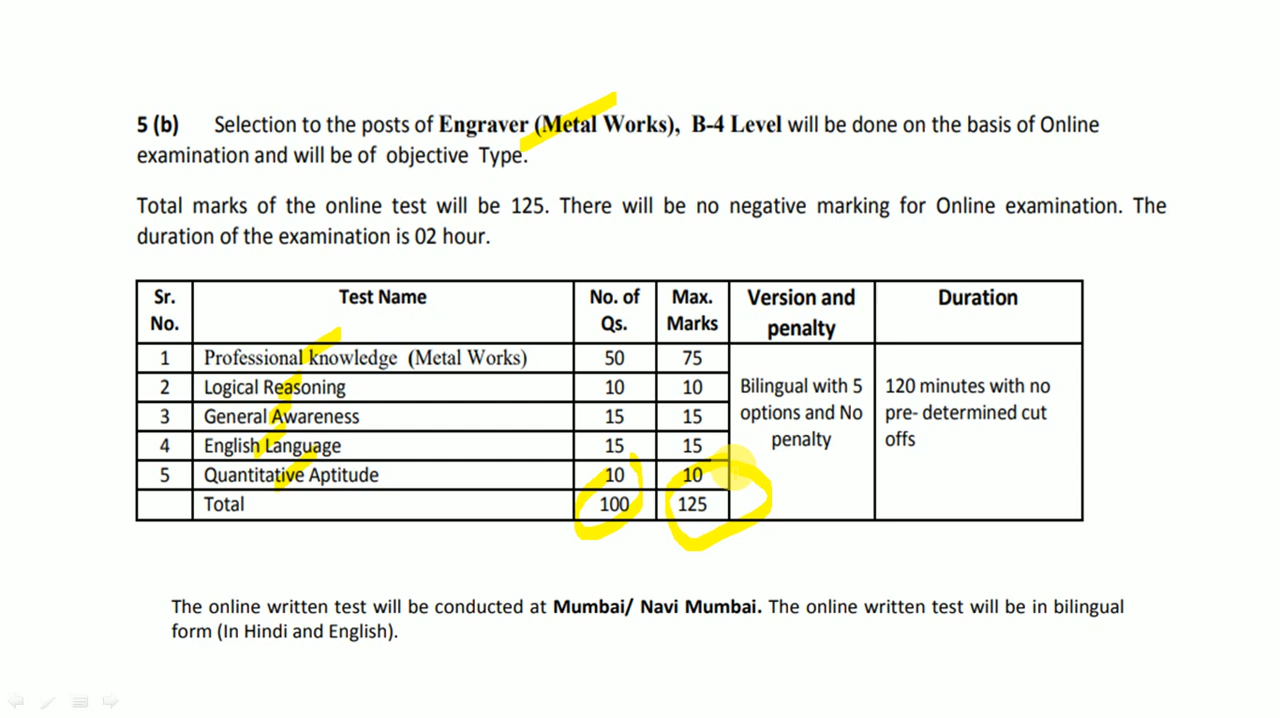 5 (b) Selection to the posts of Engraver (Metal Works), B-4 Level will be done on the basis of Online
examination and will be of objective Type.
Total marks of the online test will be 125. There will be no negative marking for Online examination. The
duration of the examination is 02 hour.
Sr. No. Test Name No. of Qs. Max. Marks Version and penalty Duration
1 Professional knowledge (Metal Works) 50 75
2 Logical Reasoning 10 10
3 General Awareness 15 15
4 English Language 15 15
5 Quantitative Aptitude 10 10
Total 100 125
Bilingual with 5
options and No
penalty
120 minutes with no
pre- determined cut
offs
The online written test will be conducted at Mumbai/ Navi Mumbai. The online written test will be in bilingual
form (In Hindi and English).